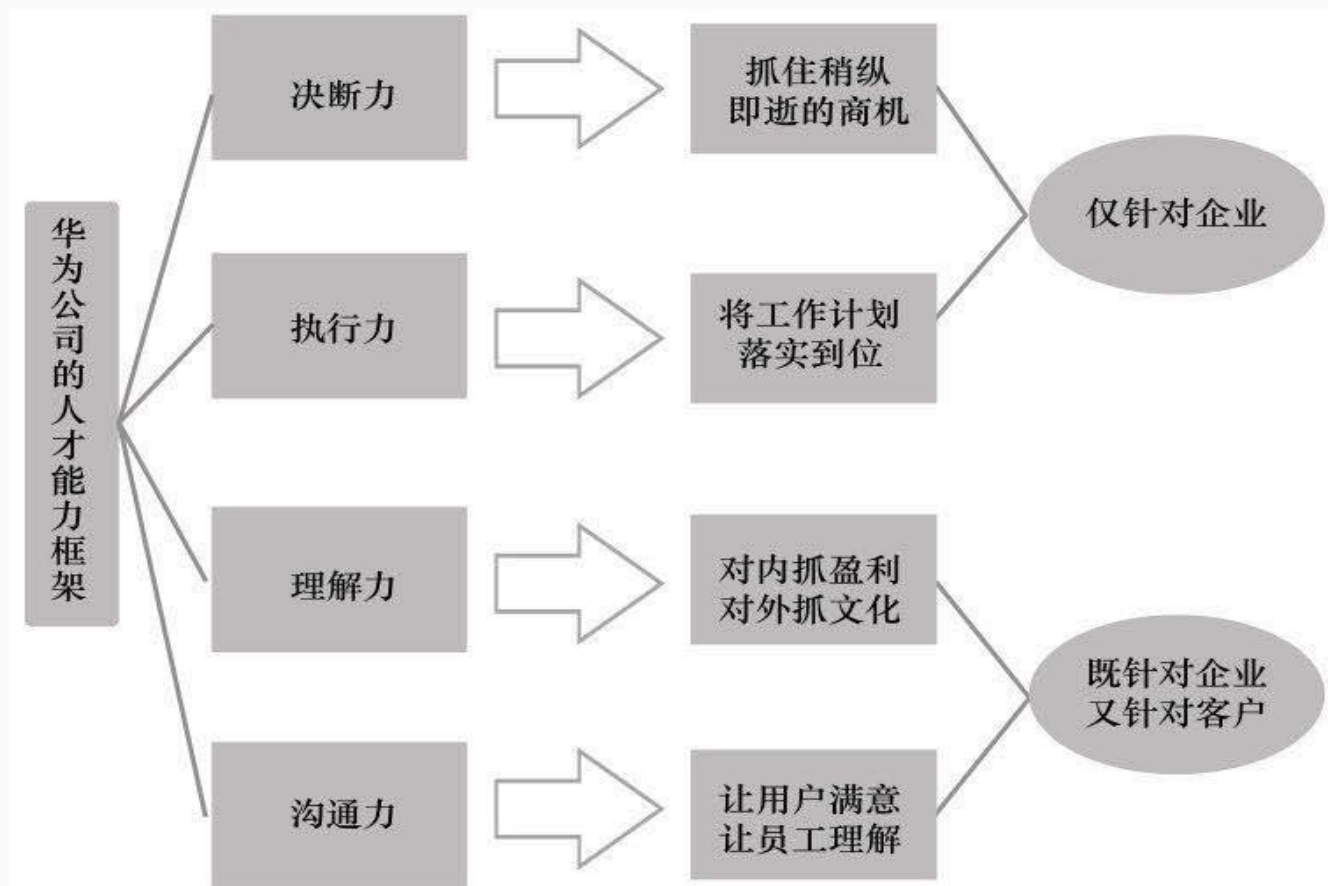 华为公司的人才能力框架
决断力
抓住稍纵
即逝的商机
仅针对企业
执行力
将工作计划
落实到位
理解力
对内抓盈利
对外抓文化
既针对企业
又针对客户
沟通力
让用户满意
让员工理解